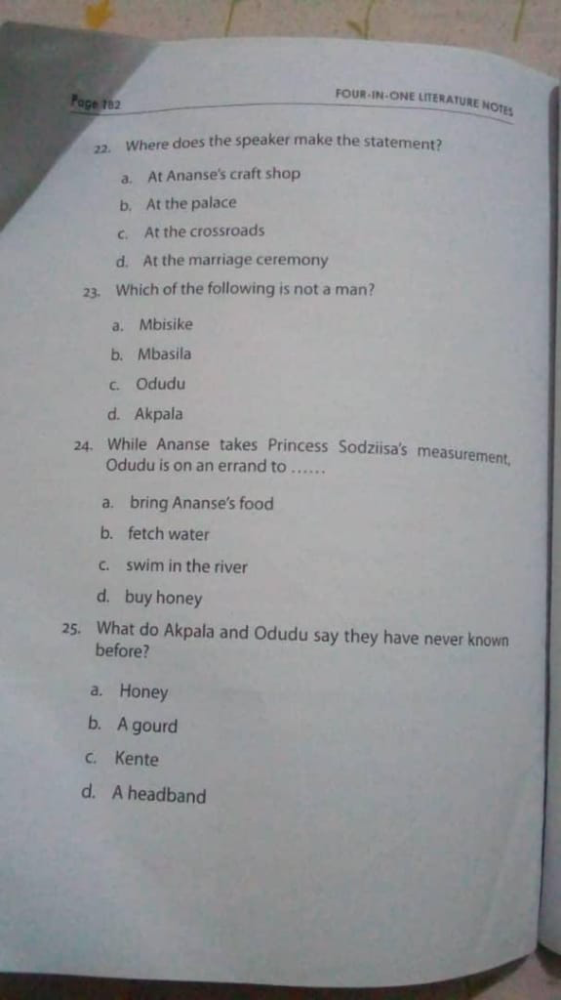 Page 182
FOUR-IN-ONE LITERATURE NOTES
22. Where does the speaker make the statement?
a. At Ananse's craft shop
b. At the palace
c. At the crossroads
d. At the marriage ceremony
23. Which of the following is not a man?
a. Mbisike
b. Mbasila
c. Odudu
d. Akpala
24. While Ananse takes Princess Sodziisa's measurement,
Odudu is on an errand to ......
a. bring Ananse's food
b. fetch water
c. swim in the river
d. buy honey
25. What do Akpala and Odudu say they have never known
before?
a. Honey
b. A gourd
c. Kente
d. A headband